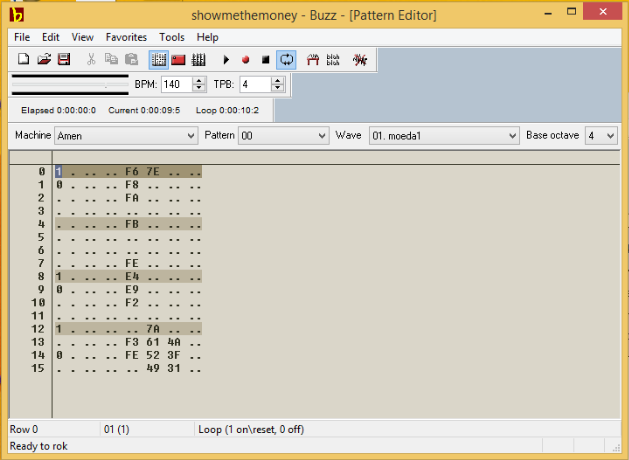 showmethemoney - Buzz - [Pattern Editor]
File Edit View Favorites Tools Help
BPM: 140 TPB: 4
Elapsed 0:00:00:0 Current 0:00:09:5 Loop 0:00:10:2
Machine Amen Pattern 00 Wave 01. moeda1 Base octave 4
0 1 . .. .. F6 7E .. ..
1 0 . .. .. F8 .. .. ..
2 . . .. .. FA .. .. ..
3 . . .. .. .. .. .. ..
4 . . .. .. FB .. .. ..
5 . . .. .. .. .. .. ..
6 . . .. .. .. .. .. ..
7 . . .. .. FE .. .. ..
8 1 . .. .. E4 .. .. ..
9 0 . .. .. E9 .. .. ..
10 . . .. .. F2 .. .. ..
11 . . .. .. .. .. .. ..
12 1 . .. .. .. 7A .. ..
13 . . .. .. F3 61 4A ..
14 0 . .. .. FE 52 3F ..
15 . . .. .. .. 49 31 ..
Row 0 01 (1) Loop (1 on\reset, 0 off)
Ready to rok